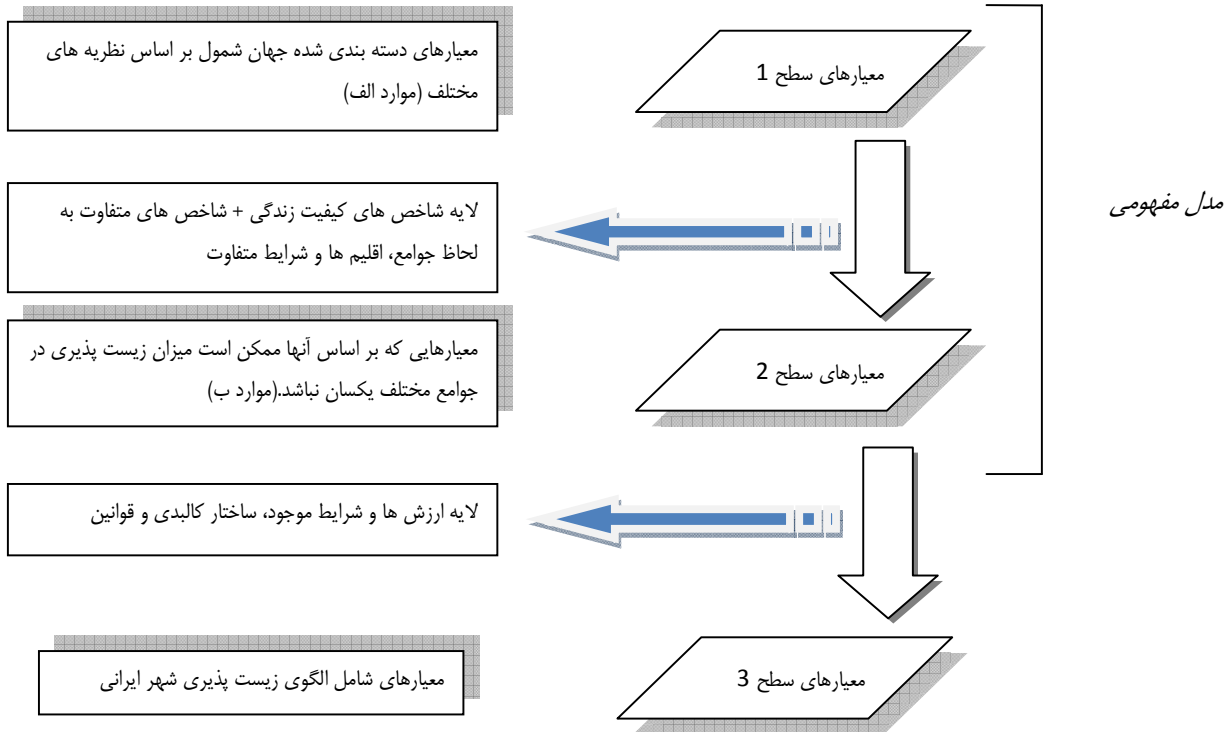 معیارهای سطح 1
معیارهای دسته بندی شده جهان شمول بر اساس نظریه های
مختلف (موارد الف)
مدل مفهومی
لایه شاخص های کیفیت زندگی + شاخص های متفاوت به
لحاظ جوامع، اقلیم ها و شرایط متفاوت
معیارهای سطح 2
معیارهایی که بر اساس آنها ممکن است میزان زیست پذیری در
جوامع مختلف یکسان نباشد.(موارد ب)
لایه ارزش ها و شرایط موجود، ساختار کالبدی و قوانین
معیارهای سطح 3
معیارهای شامل الگوی زیست پذیری شهر ایرانی